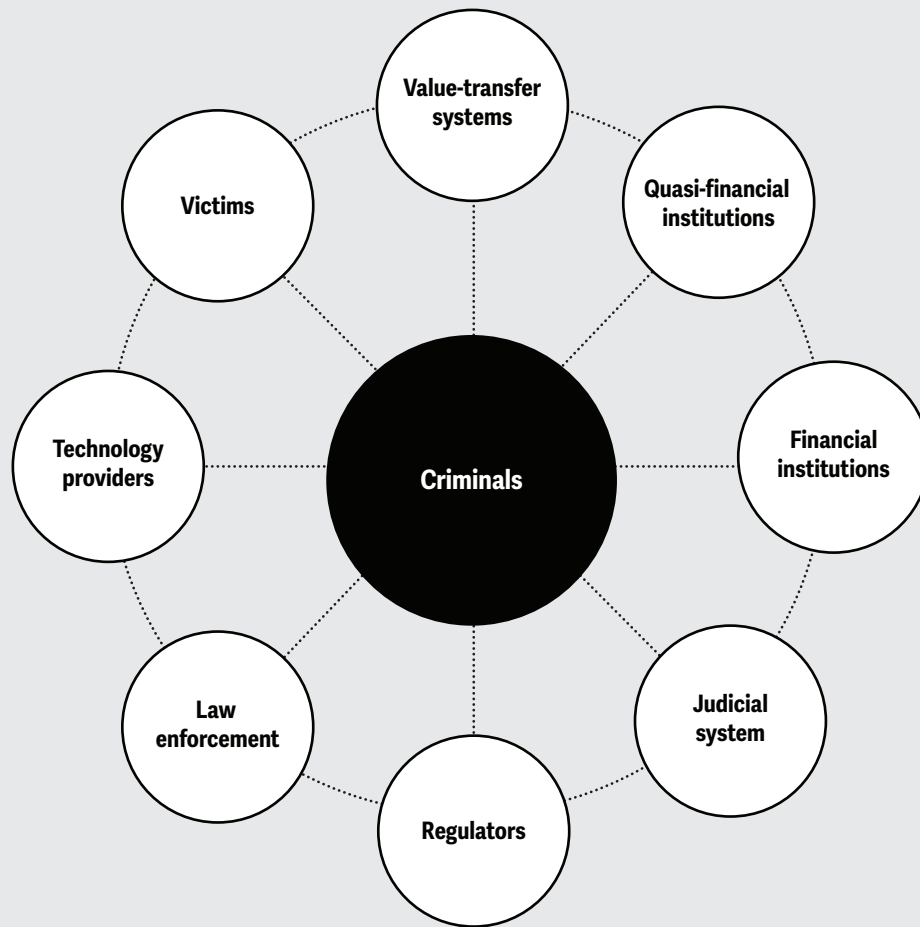 Value-transfer
systems
Quasi-financial
institutions
Victims
Financial
institutions
Technology
providers
Criminals
Judicial
system
Law
enforcement
Regulators